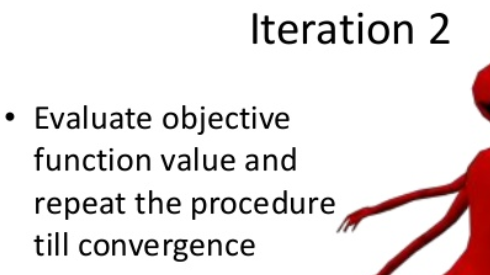 Iteration 2
• Evaluate objective
function value and
repeat the procedure
till convergence